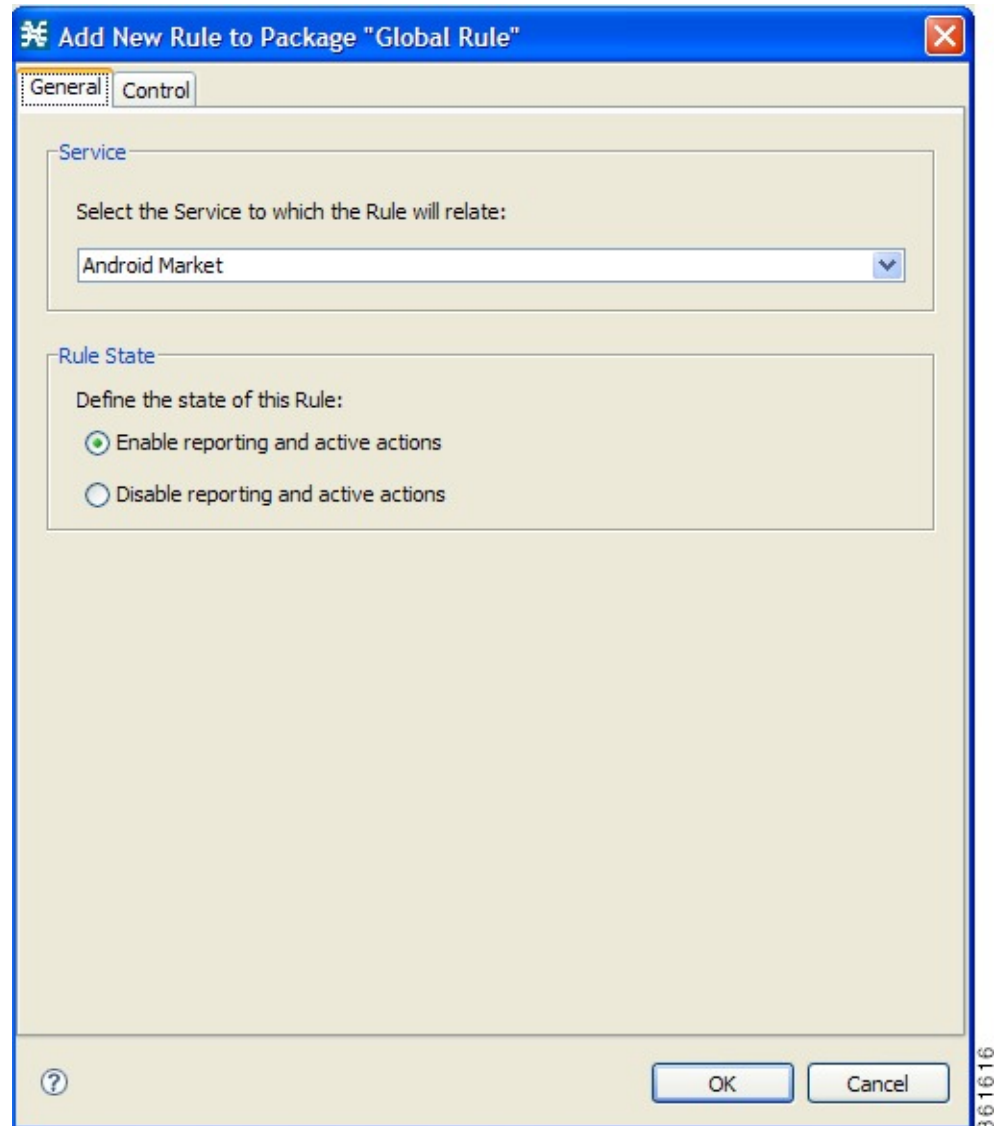 Add New Rule to Package "Global Rule"
General
Control
Service
Select the Service to which the Rule will relate:
Android Market
Rule State
Define the state of this Rule:
Enable reporting and active actions
Disable reporting and active actions
?
OK
Cancel
361616